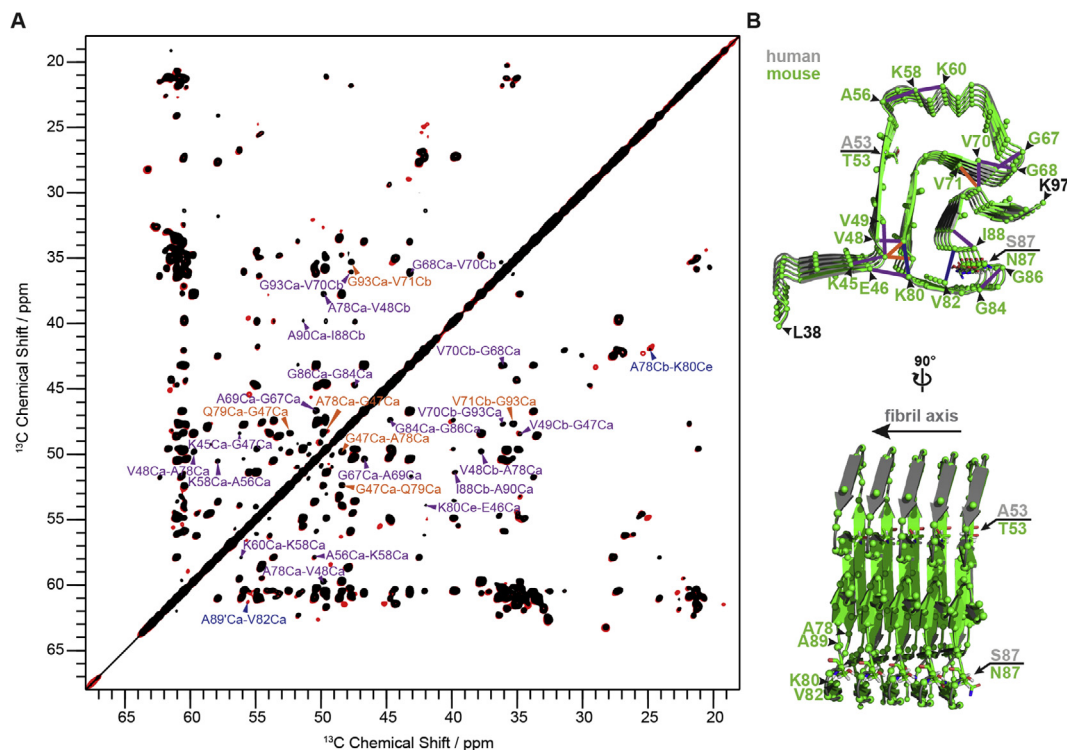 A
20
25
30
35
40
45
50
55
60
65
¹³C Chemical Shift / ppm
65
60
55
50
45
40
35
30
25
20
¹³C Chemical Shift / ppm
G68Ca-V70Cb
G93Ca-V70Cb
G93Ca-V71Cb
A78Ca-V48Cb
A90Ca-I88Cb
V70Cb-G68Ca
A78Cb-K80Ce
G86Ca-G84Ca
A69Ca-G67Ca
A78Ca-G47Ca
V71Cb-G93Ca
Q79Ca-G47Ca
V70Cb-G93Ca
V49Cb-G47Ca
G84Ca-G86Ca
K45Ca-G47Ca
G47Ca-A78Ca
V48Ca-A78Ca
G67Ca-A69Ca
V48Cb-A78Ca
K58Ca-A56Ca
I88Cb-A90Ca
G47Ca-Q79Ca
K80Ce-E46Ca
K60Ca-K58Ca
A56Ca-K58Ca
A78Ca-V48Ca
A89'Ca-V82Ca
B
human
mouse
K58
K60
A56
A53
T53
V70
G67
G68
V71
K97
V49
V48
I88
S87
N87
K45
E46
K80
V82
G86
G84
L38
90°
fibril axis
A53
T53
A78
A89
S87
N87
K80
V82